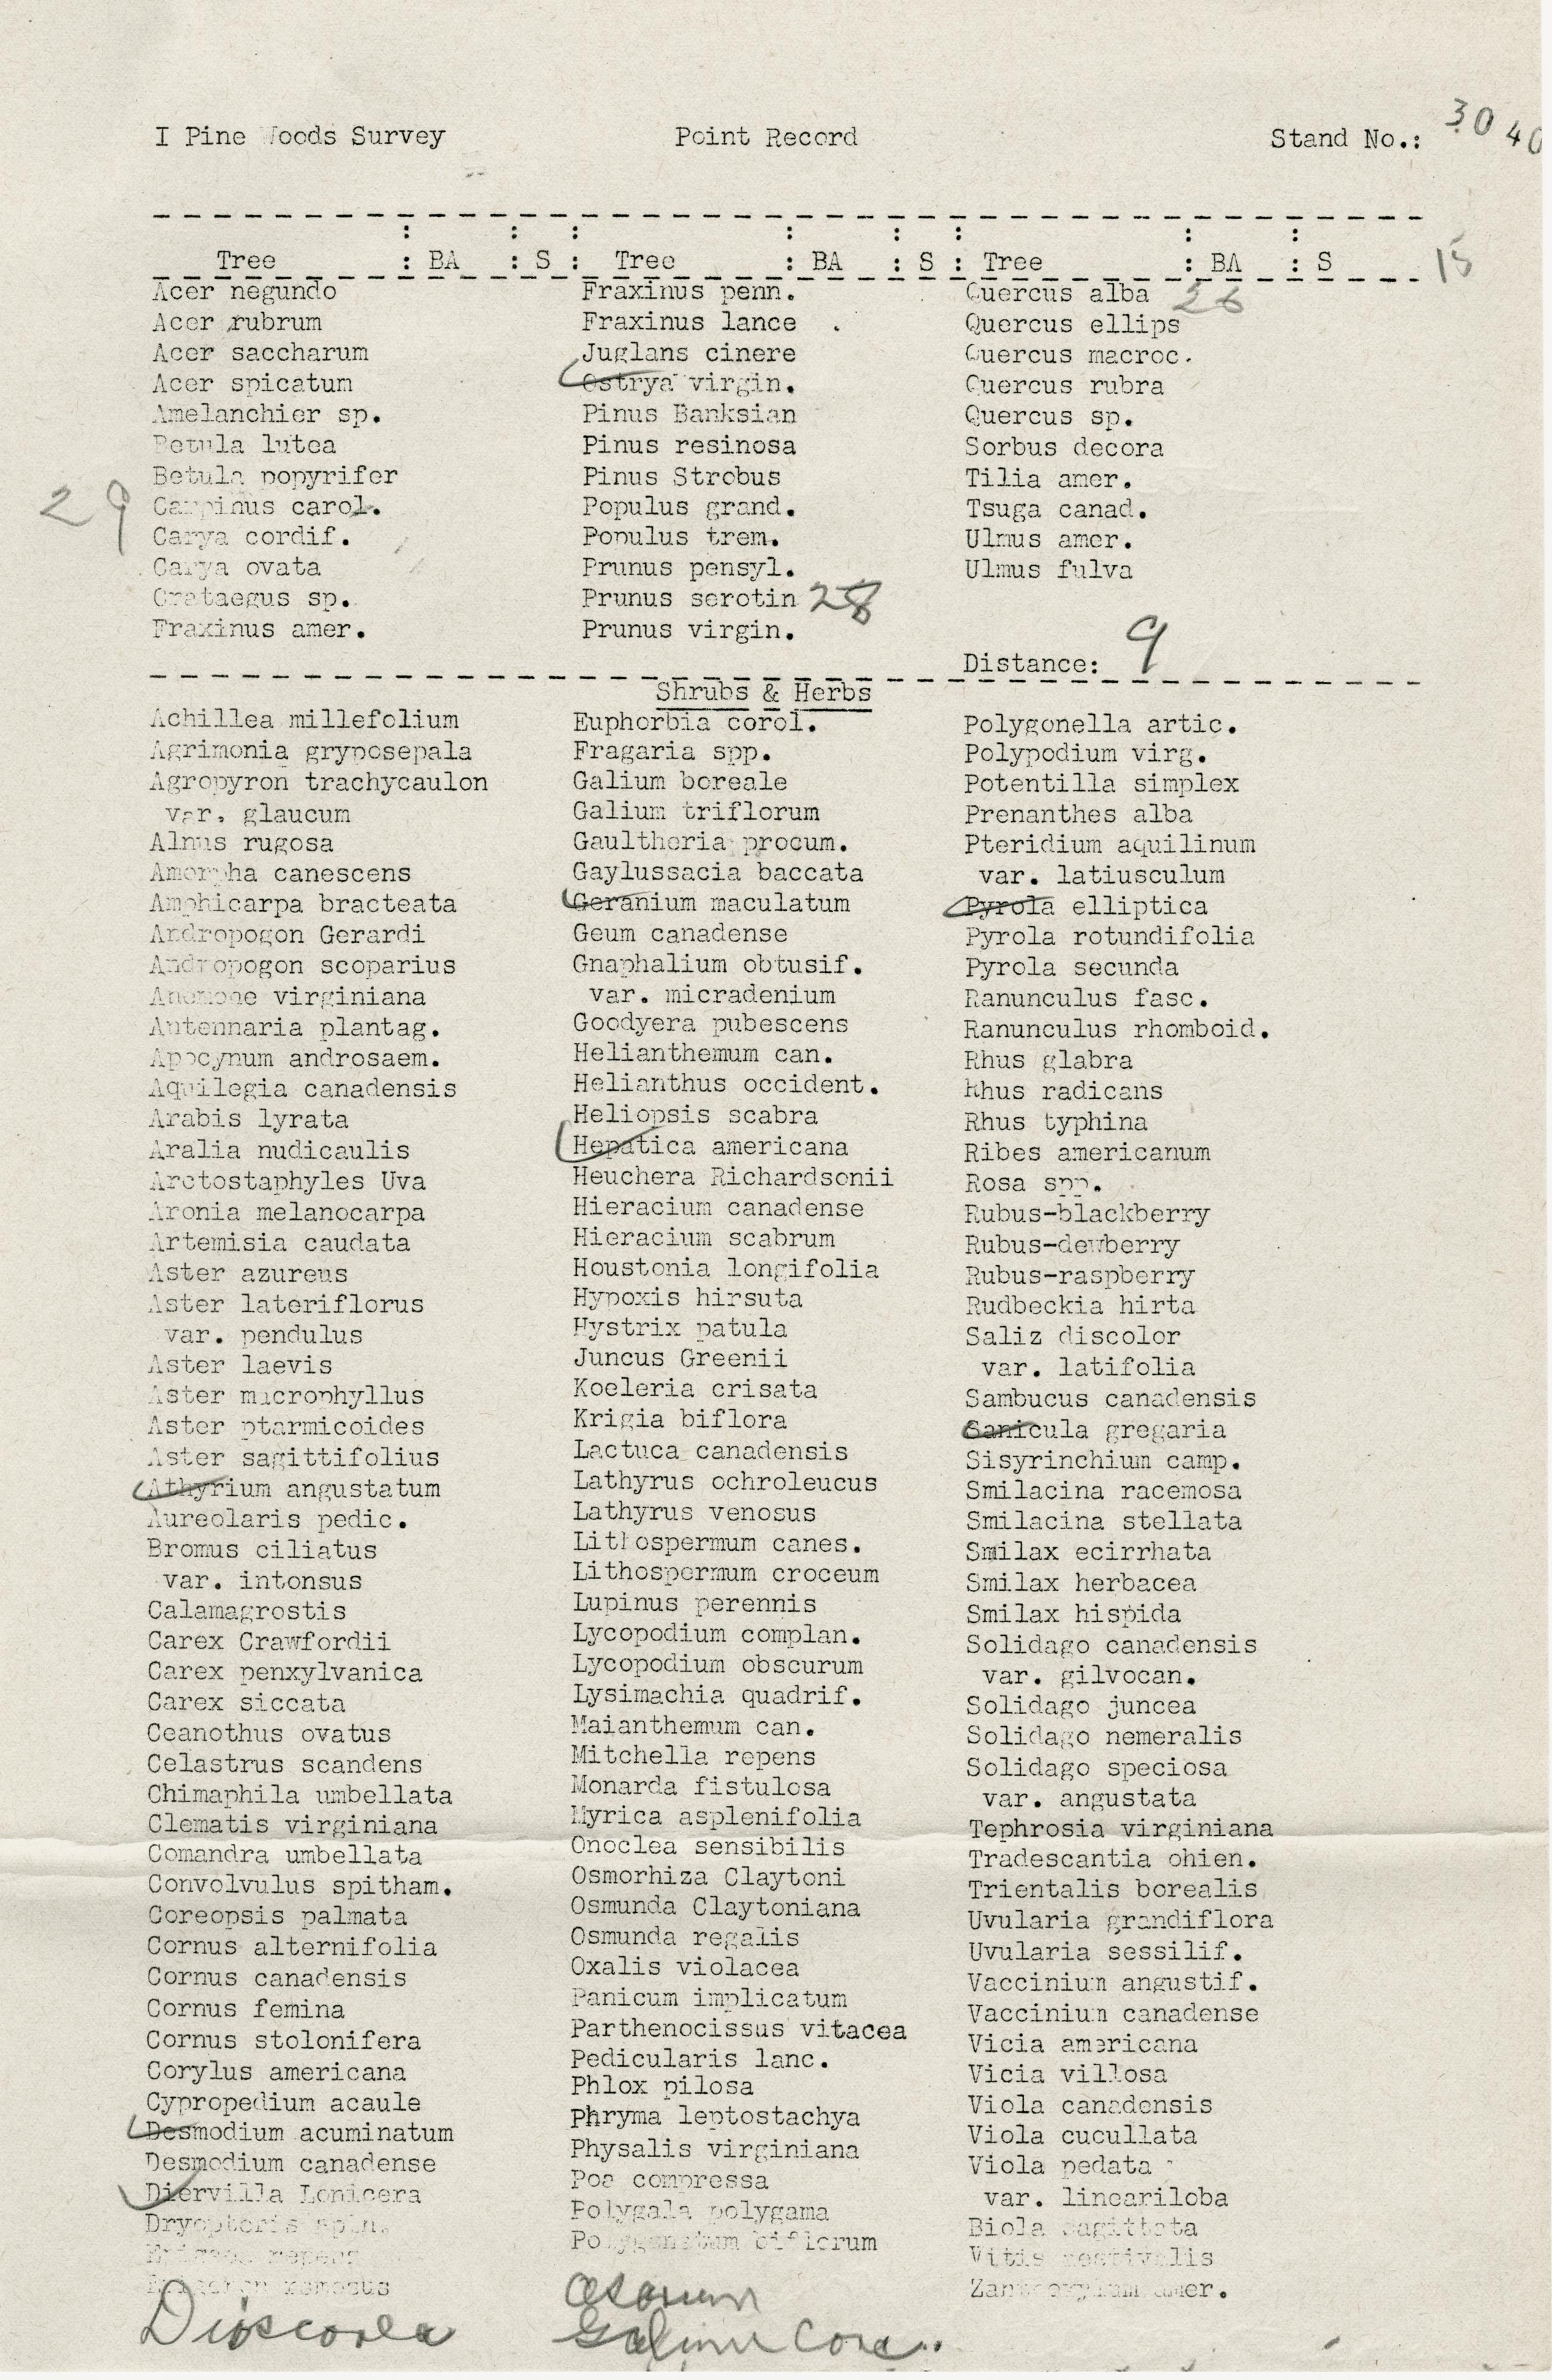 I Pine Woods Survey Point Record Stand No.: 3040
Tree : BA : S : Tree : BA : S : Tree : BA : S 15
Acer negundo
Acer rubrum
Acer saccharum
Acer spicatum
Amelanchier sp.
Betula lutea
Betula popyrifer
29 Carpinus carol.
Carya cordif.
Carya ovata
Crataegus sp.
Fraxinus amer.
Fraxinus penn.
Fraxinus lance .
Juglans cinere
Ostrya virgin.
Pinus Banksian
Pinus resinosa
Pinus Strobus
Populus grand.
Populus trem.
Prunus pensyl.
Prunus serotin 28
Prunus virgin.
Quercus alba 26
Quercus ellips
Quercus macroc.
Quercus rubra
Quercus sp.
Sorbus decora
Tilia amer.
Tsuga canad.
Ulmus amer.
Ulmus fulva
Distance: 9
Shrubs & Herbs
Achillea millefolium
Agrimonia gryposepala
Agropyron trachycaulon
var. glaucum
Alnus rugosa
Amorpha canescens
Amphicarpa bracteata
Andropogon Gerardi
Andropogon scoparius
Anemone virginiana
Antennaria plantag.
Apocynum androsaem.
Aquilegia canadensis
Arabis lyrata
Aralia nudicaulis
Arctostaphyles Uva
Aronia melanocarpa
Artemisia caudata
Aster azureus
Aster lateriflorus
var. pendulus
Aster laevis
Aster macrophyllus
Aster ptarmicoides
Aster sagittifolius
Athyrium angustatum
Aureolaris pedic.
Bromus ciliatus
var. intonsus
Calamagrostis
Carex Crawfordii
Carex penxylvanica
Carex siccata
Ceanothus ovatus
Celastrus scandens
Chimaphila umbellata
Clematis virginiana
Comandra umbellata
Convolvulus spitham.
Coreopsis palmata
Cornus alternifolia
Cornus canadensis
Cornus femina
Cornus stolonifera
Corylus americana
Cypropedium acaule
Desmodium acuminatum
Desmodium canadense
Diervilla Lonicera
Dryopteris spin.
repens
Erigeron ramosus
Dioscorea
Euphorbia corol.
Fragaria spp.
Galium boreale
Galium triflorum
Gaultheria procum.
Gaylussacia baccata
Geranium maculatum
Geum canadense
Gnaphalium obtusif.
var. micradenium
Goodyera pubescens
Helianthemum can.
Helianthus occident.
Heliopsis scabra
Hepatica americana
Heuchera Richardsonii
Hieracium canadense
Hieracium scabrum
Houstonia longifolia
Hypoxis hirsuta
Hystrix patula
Juncus Greenii
Koeleria crisata
Krigia biflora
Lactuca canadensis
Lathyrus ochroleucus
Lathyrus venosus
Lithospermum canes.
Lithospermum croceum
Lupinus perennis
Lycopodium complan.
Lycopodium obscurum
Lysimachia quadrif.
Maianthemum can.
Mitchella repens
Monarda fistulosa
Myrica asplenifolia
Onoclea sensibilis
Osmorhiza Claytoni
Osmunda Claytoniana
Osmunda regalis
Oxalis violacea
Panicum implicatum
Parthenocissus vitacea
Pedicularis lanc.
Phlox pilosa
Phryma leptostachya
Physalis virginiana
Poa compressa
Polygala polygama
Polygonatum biflorum
Asarum
Galium Conc..
Polygonella artic.
Polypodium virg.
Potentilla simplex
Prenanthes alba
Pteridium aquilinum
var. latiusculum
Pyrola elliptica
Pyrola rotundifolia
Pyrola secunda
Ranunculus fasc.
Ranunculus rhomboid.
Rhus glabra
Rhus radicans
Rhus typhina
Ribes americanum
Rosa spp.
Rubus-blackberry
Rubus-dewberry
Rubus-raspberry
Rudbeckia hirta
Saliz discolor
var. latifolia
Sambucus canadensis
Sanicula gregaria
Sisyrinchium camp.
Smilacina racemosa
Smilacina stellata
Smilax ecirrhata
Smilax herbacea
Smilax hispida
Solidago canadensis
var. gilvocan.
Solidago juncea
Solidago nemeralis
Solidago speciosa
var. angustata
Tephrosia virginiana
Tradescantia ohien.
Trientalis borealis
Uvularia grandiflora
Uvularia sessilif.
Vaccinium angustif.
Vaccinium canadense
Vicia americana
Vicia villosa
Viola canadensis
Viola cucullata
Viola pedata
var. lineariloba
Biola sagittata
Vitis aestivalis
Zanthoxylum amer.